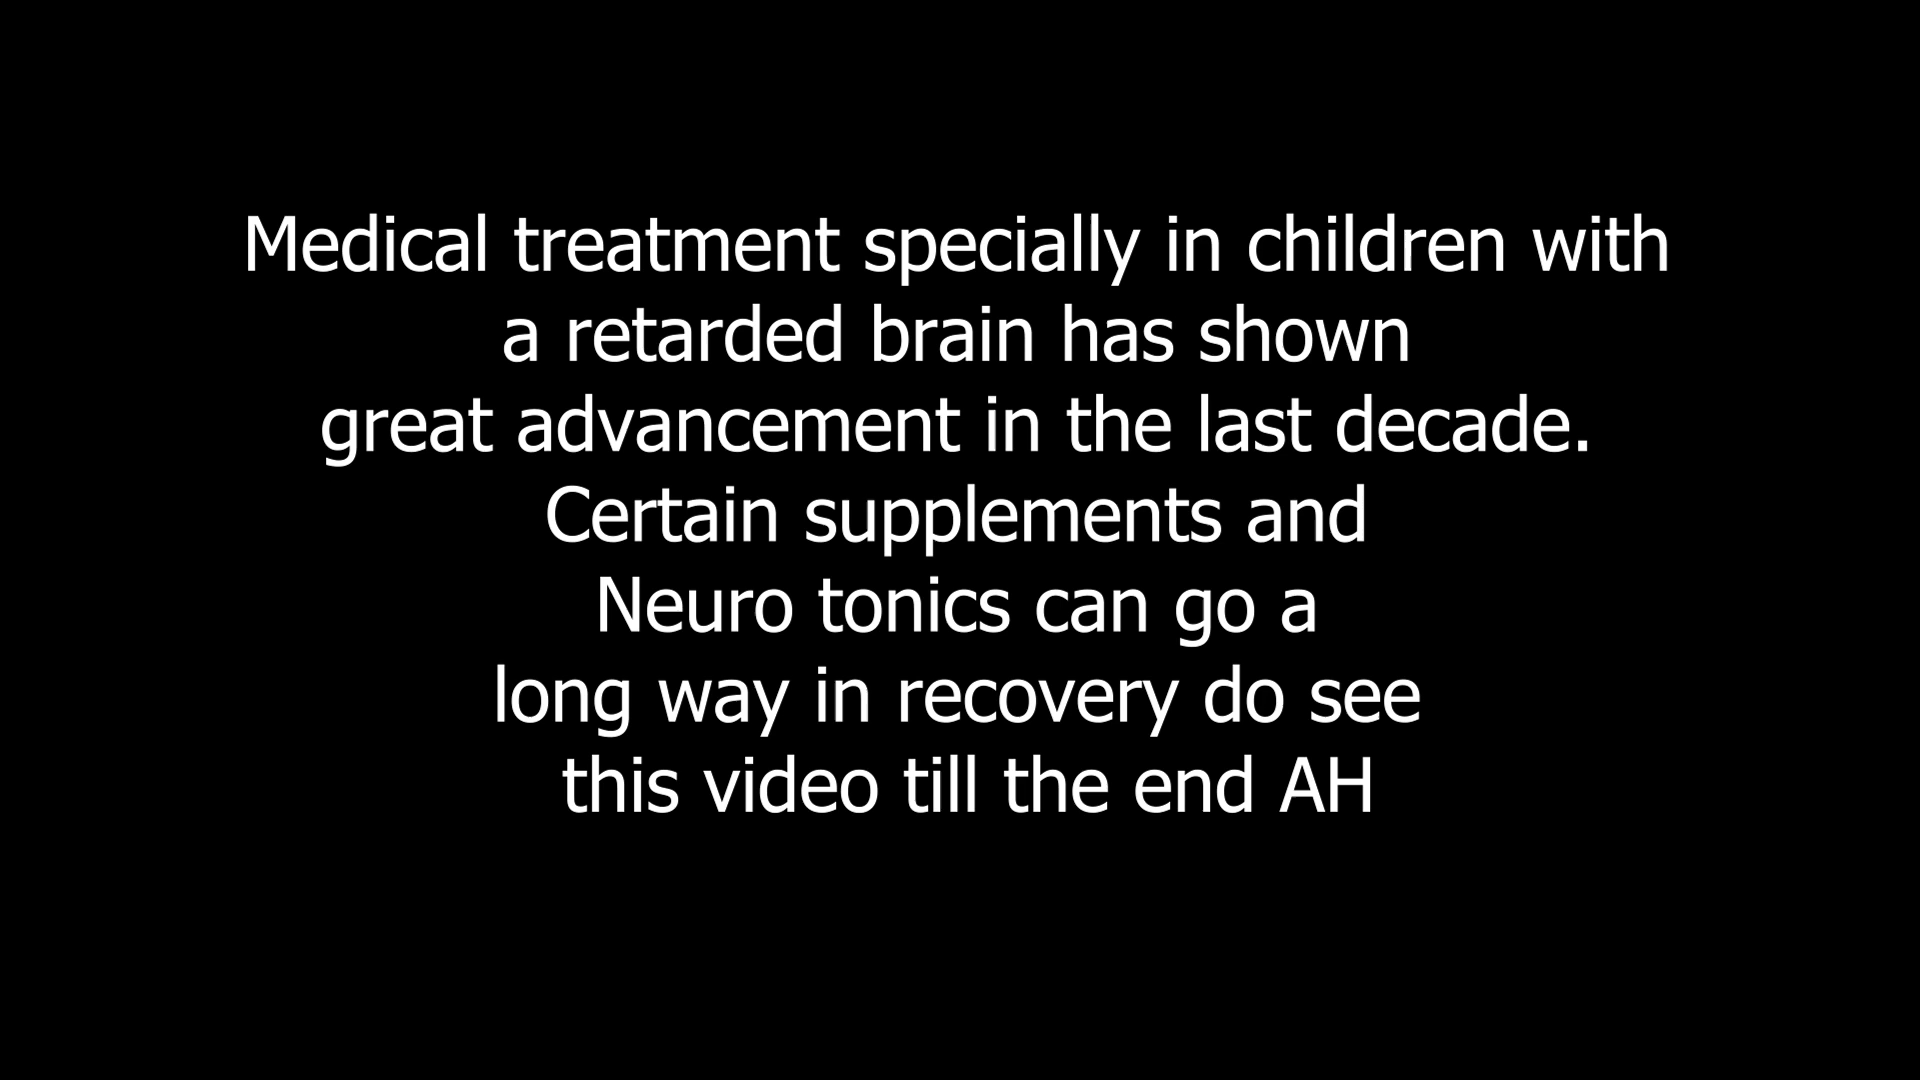 Medical treatment specially in children with
a retarded brain has shown
great advancement in the last decade.
Certain supplements and
Neuro tonics can go a
long way in recovery do see
this video till the end AH